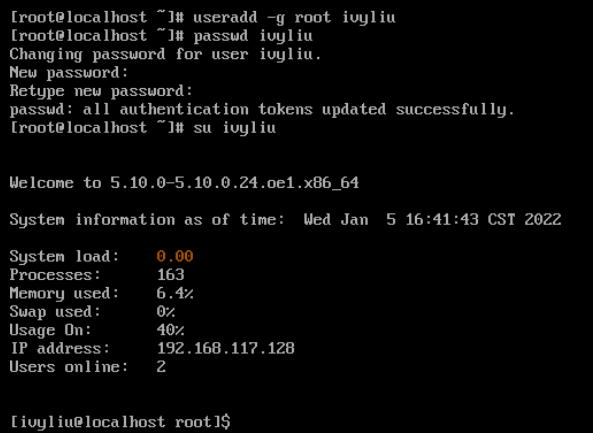 [root@localhost ~]# useradd -g root ivyliu
[root@localhost ~]# passwd ivyliu
Changing password for user ivyliu.
New password:
Retype new password:
passwd: all authentication tokens updated successfully.
[root@localhost ~]# su ivyliu
Welcome to 5.10.0-5.10.0.24.oe1.x86_64
System information as of time:  Wed Jan  5 16:41:43 CST 2022
System load:    0.00
Processes:      163
Memory used:    6.4%
Swap used:      0%
Usage On:       40%
IP address:     192.168.117.128
Users online:   2
[ivyliu@localhost root]$